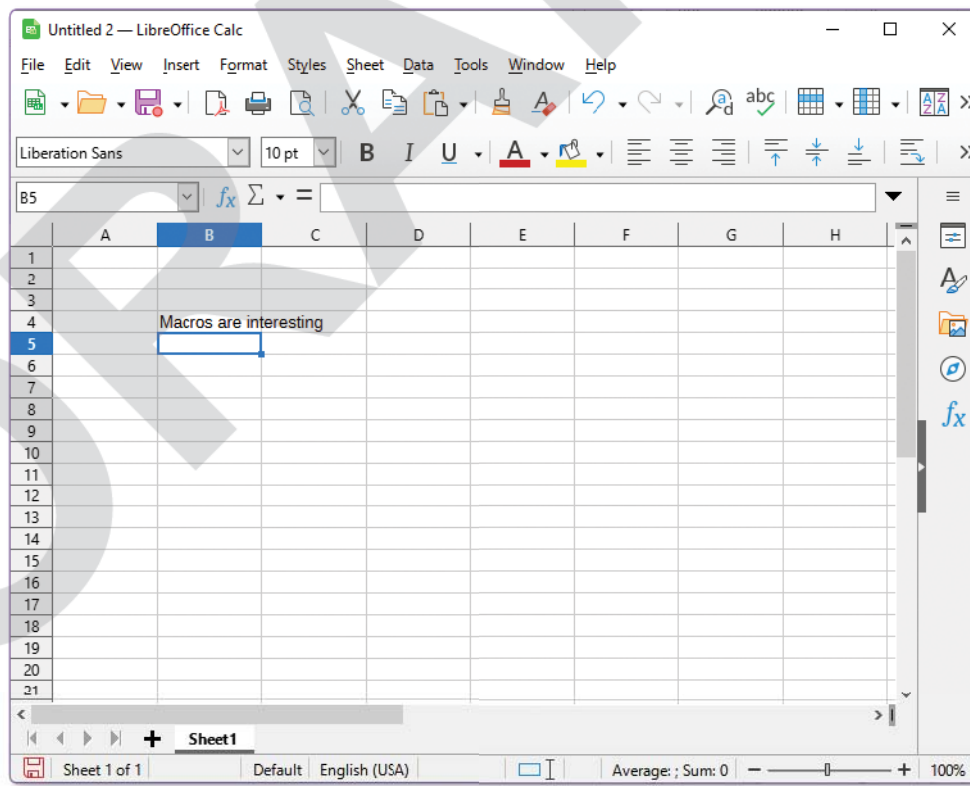 Untitled 2 — LibreOffice Calc
File Edit View Insert Format Styles Sheet Data Tools Window Help
Liberation Sans 10 pt B I U A
B5 fx Σ =
A B C D E F G H
1
2
3
4 Macros are interesting
5
6
7
8
9
10
11
12
13
14
15
16
17
18
19
20
21
Sheet1
Sheet 1 of 1 Default English (USA) Average: ; Sum: 0 100%